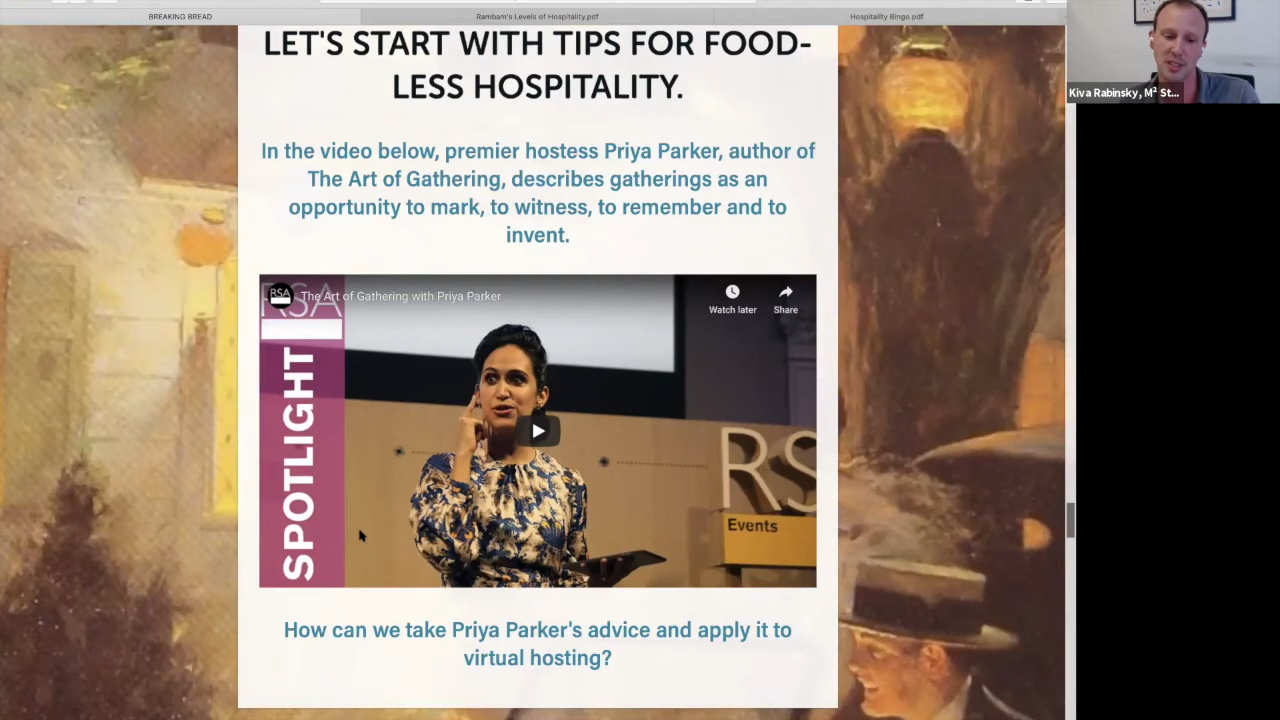 BREAKING BREAD
Rambam's Levels of Hospitality.pdf
Hospitality Bingo.pdf
LET'S START WITH TIPS FOR FOOD-
LESS HOSPITALITY.
Kiva Rabinsky, M² St...
In the video below, premier hostess Priya Parker, author of
The Art of Gathering, describes gatherings as an
opportunity to mark, to witness, to remember and to
invent.
RSA
RSA
The Art of Gathering with Priya Parker
Watch later
Share
SPOTLIGHT
RS
Events
How can we take Priya Parker's advice and apply it to
virtual hosting?